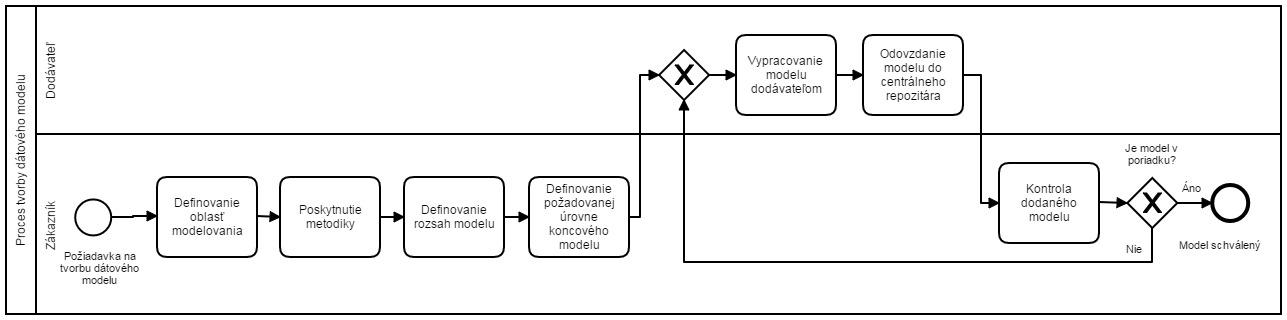 Proces tvorby dátového modelu
Dodávateľ
Vypracovanie
modelu
dodávateľom
Odovzdanie
modelu do
centrálneho
repozitára
Zákazník
Požiadavka na
tvorbu dátového
modelu
Definovanie
oblasť
modelovania
Poskytnutie
metodiky
Definovanie
rozsah modelu
Definovanie
požadovanej
úrovne
koncového
modelu
Kontrola
dodaného
modelu
Je model v
poriadku?
Áno
Nie
Model schválený